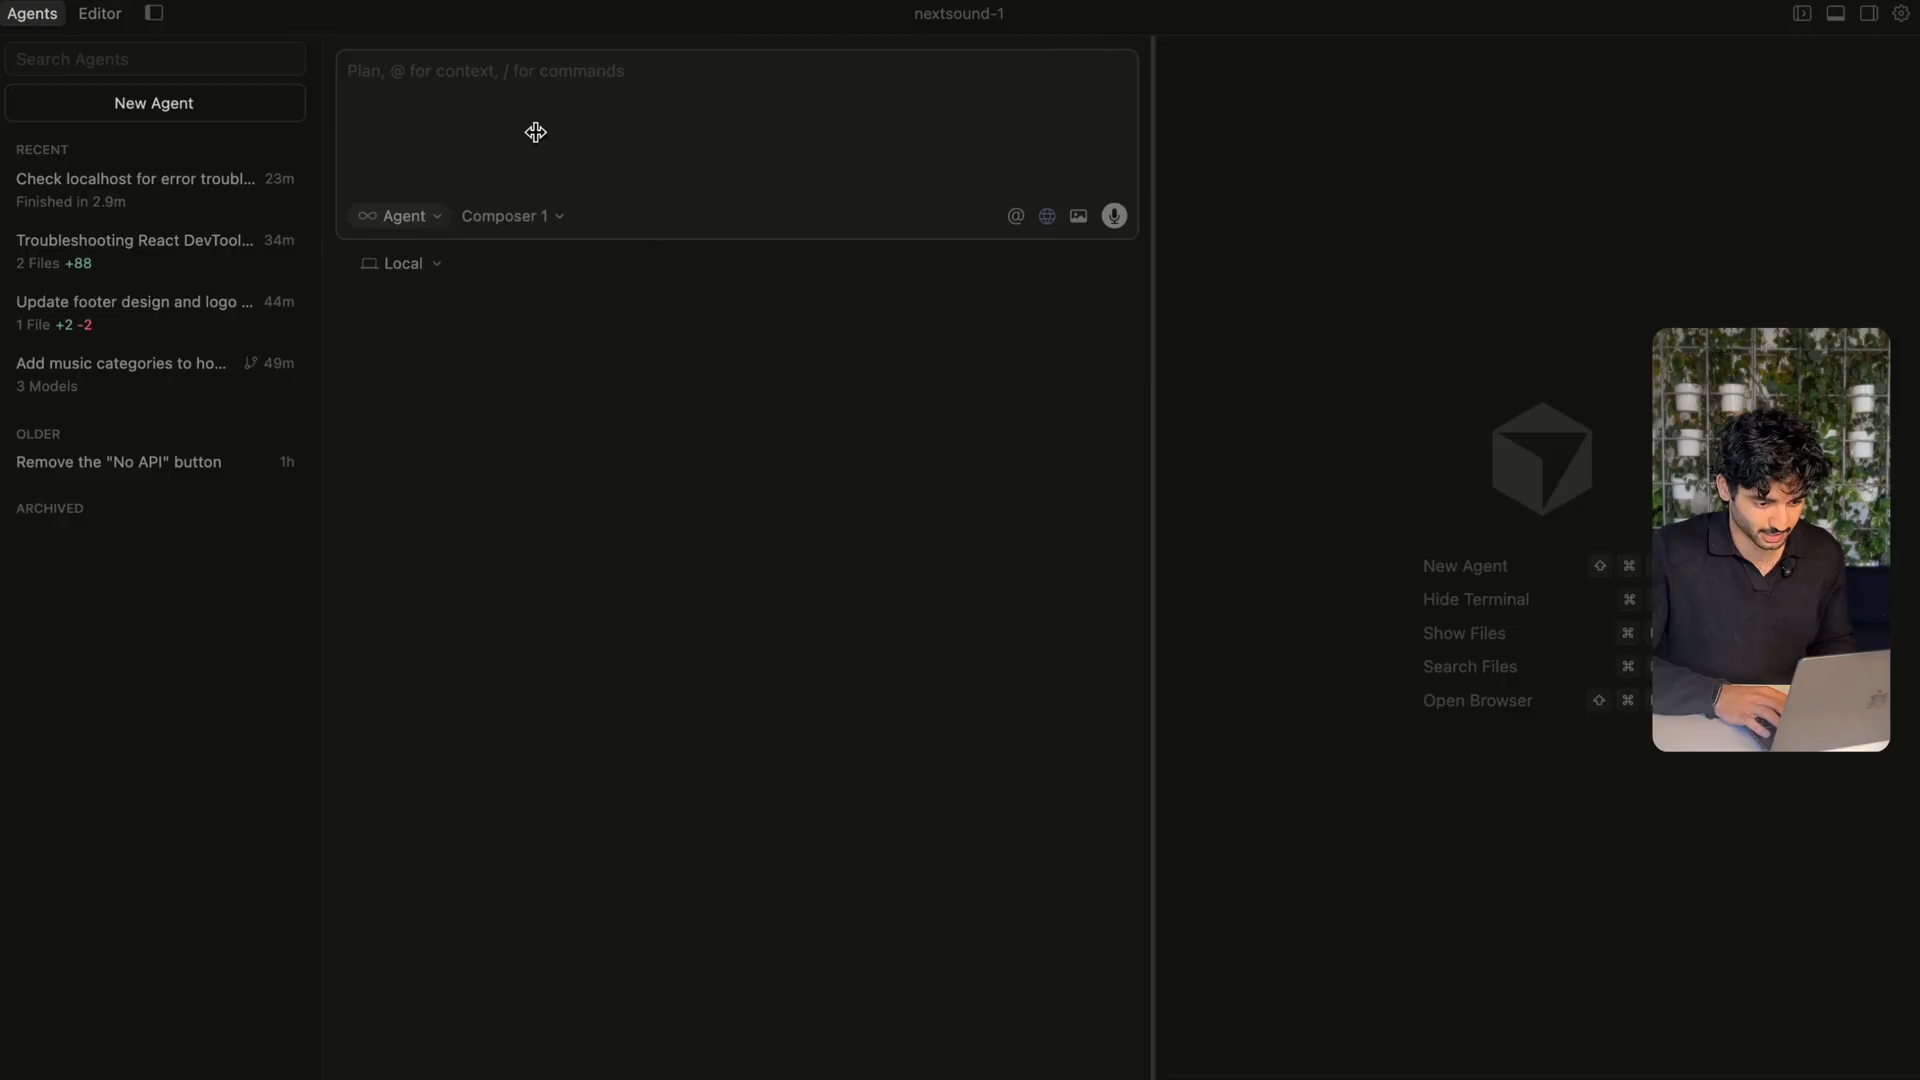 Agents Editor
nextsound-1
Search Agents
New Agent
RECENT
Check localhost for error troubl... 23m
Finished in 2.9m
Troubleshooting React DevTool... 34m
2 Files +88
Update footer design and logo ... 44m
1 File +2 -2
Add music categories to ho... 49m
3 Models
OLDER
Remove the "No API" button 1h
ARCHIVED
Plan, @ for context, / for commands
Agent Composer 1
Local
New Agent ⇧ ⌘
Hide Terminal ⌘
Show Files ⌘
Search Files ⌘
Open Browser ⇧ ⌘